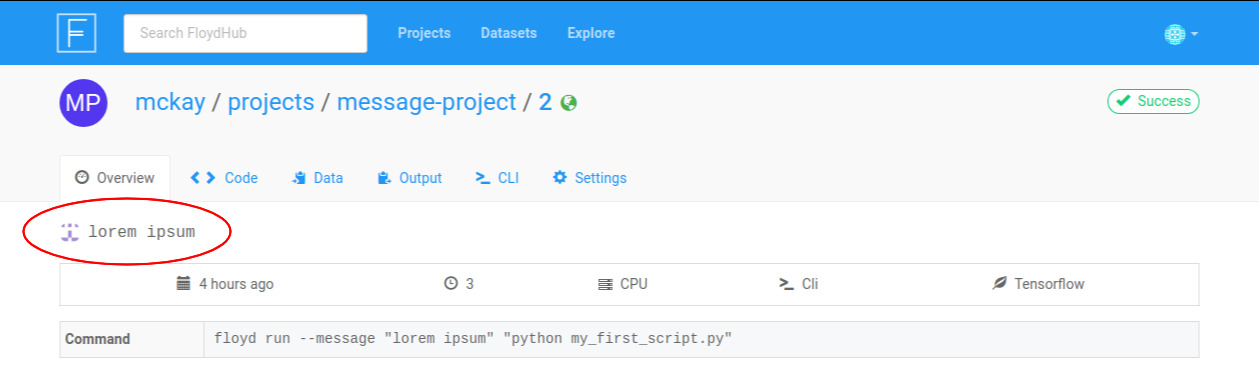 F Search FloydHub Projects Datasets Explore
MP mckay / projects / message-project / 2 Success
Overview Code Data Output CLI Settings
lorem ipsum
4 hours ago 3 CPU Cli Tensorflow
Command floyd run --message "lorem ipsum" "python my_first_script.py"